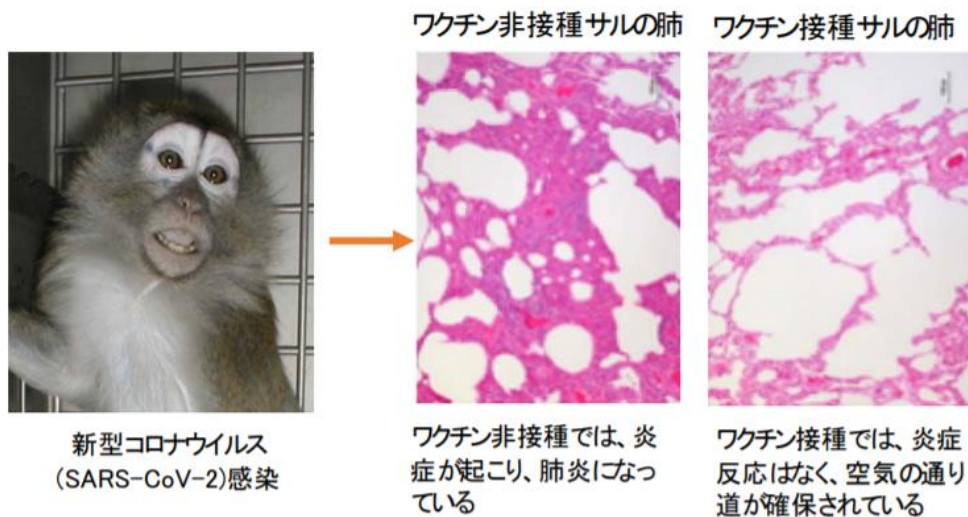 ワクチン非接種サルの肺
ワクチン接種サルの肺
新型コロナウイルス
(SARS-CoV-2)感染
ワクチン非接種では、炎
症が起こり、肺炎になっ
ている
ワクチン接種では、炎症
反応はなく、空気の通り
道が確保されている